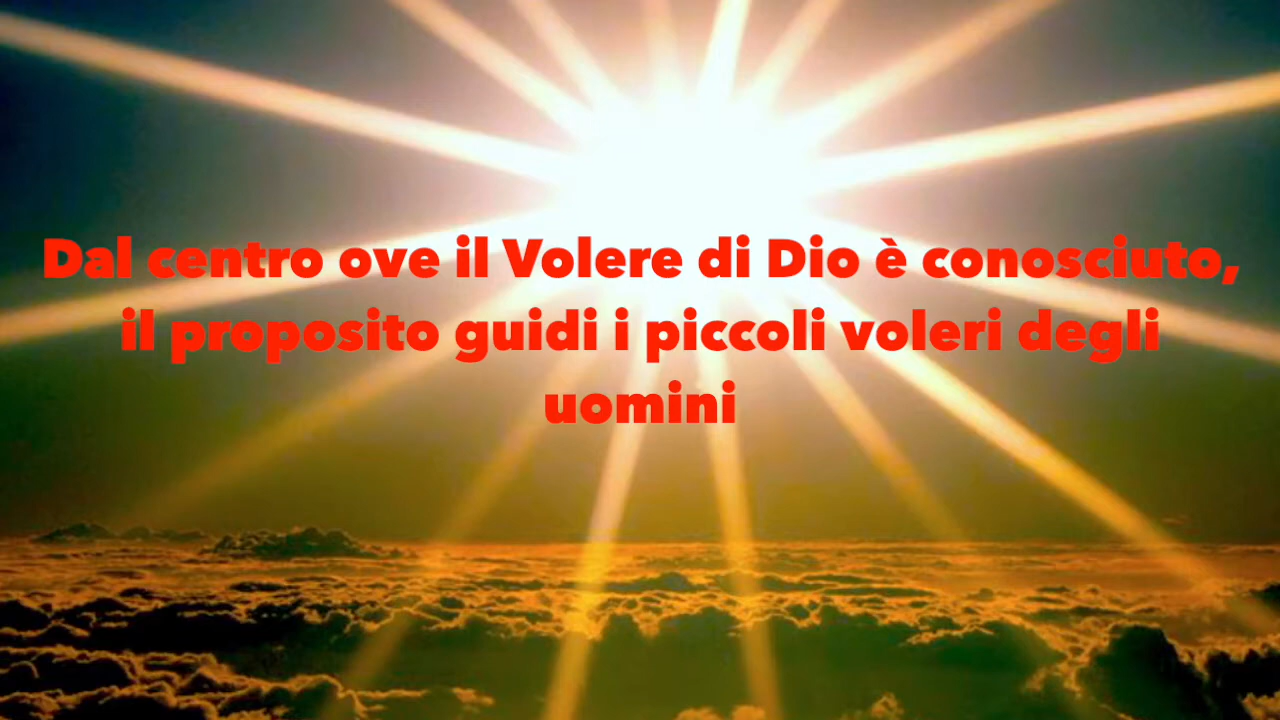 Dal centro ove il Volere di Dio è conosciuto,
il proposito guidi i piccoli voleri degli
uomini